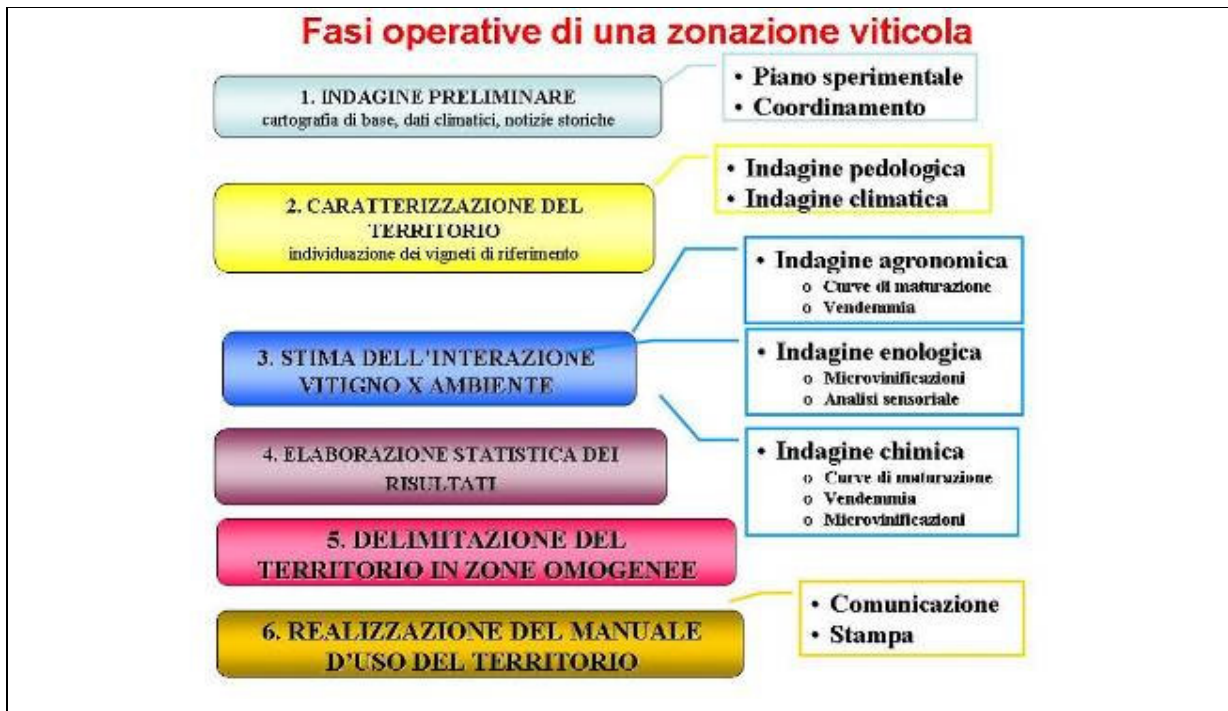 Fasi operative di una zonazione viticola
1. INDAGINE PRELIMINARE
cartografia di base, dati climatici, notizie storiche
• Piano sperimentale
• Coordinamento
2. CARATTERIZZAZIONE DEL
TERRITORIO
individuazione dei vigneti di riferimento
• Indagine pedologica
• Indagine climatica
3. STIMA DELL'INTERAZIONE
VITIGNO X AMBIENTE
• Indagine agronomica
o Curve di maturazione
o Vendemmia
• Indagine enologica
o Microvinificazioni
o Analisi sensoriale
• Indagine chimica
o Curve di maturazione
o Vendemmia
o Microvinificazioni
4. ELABORAZIONE STATISTICA DEI
RISULTATI
5. DELIMITAZIONE DEL
TERRITORIO IN ZONE OMOGENEE
6. REALIZZAZIONE DEL MANUALE
D'USO DEL TERRITORIO
• Comunicazione
• Stampa